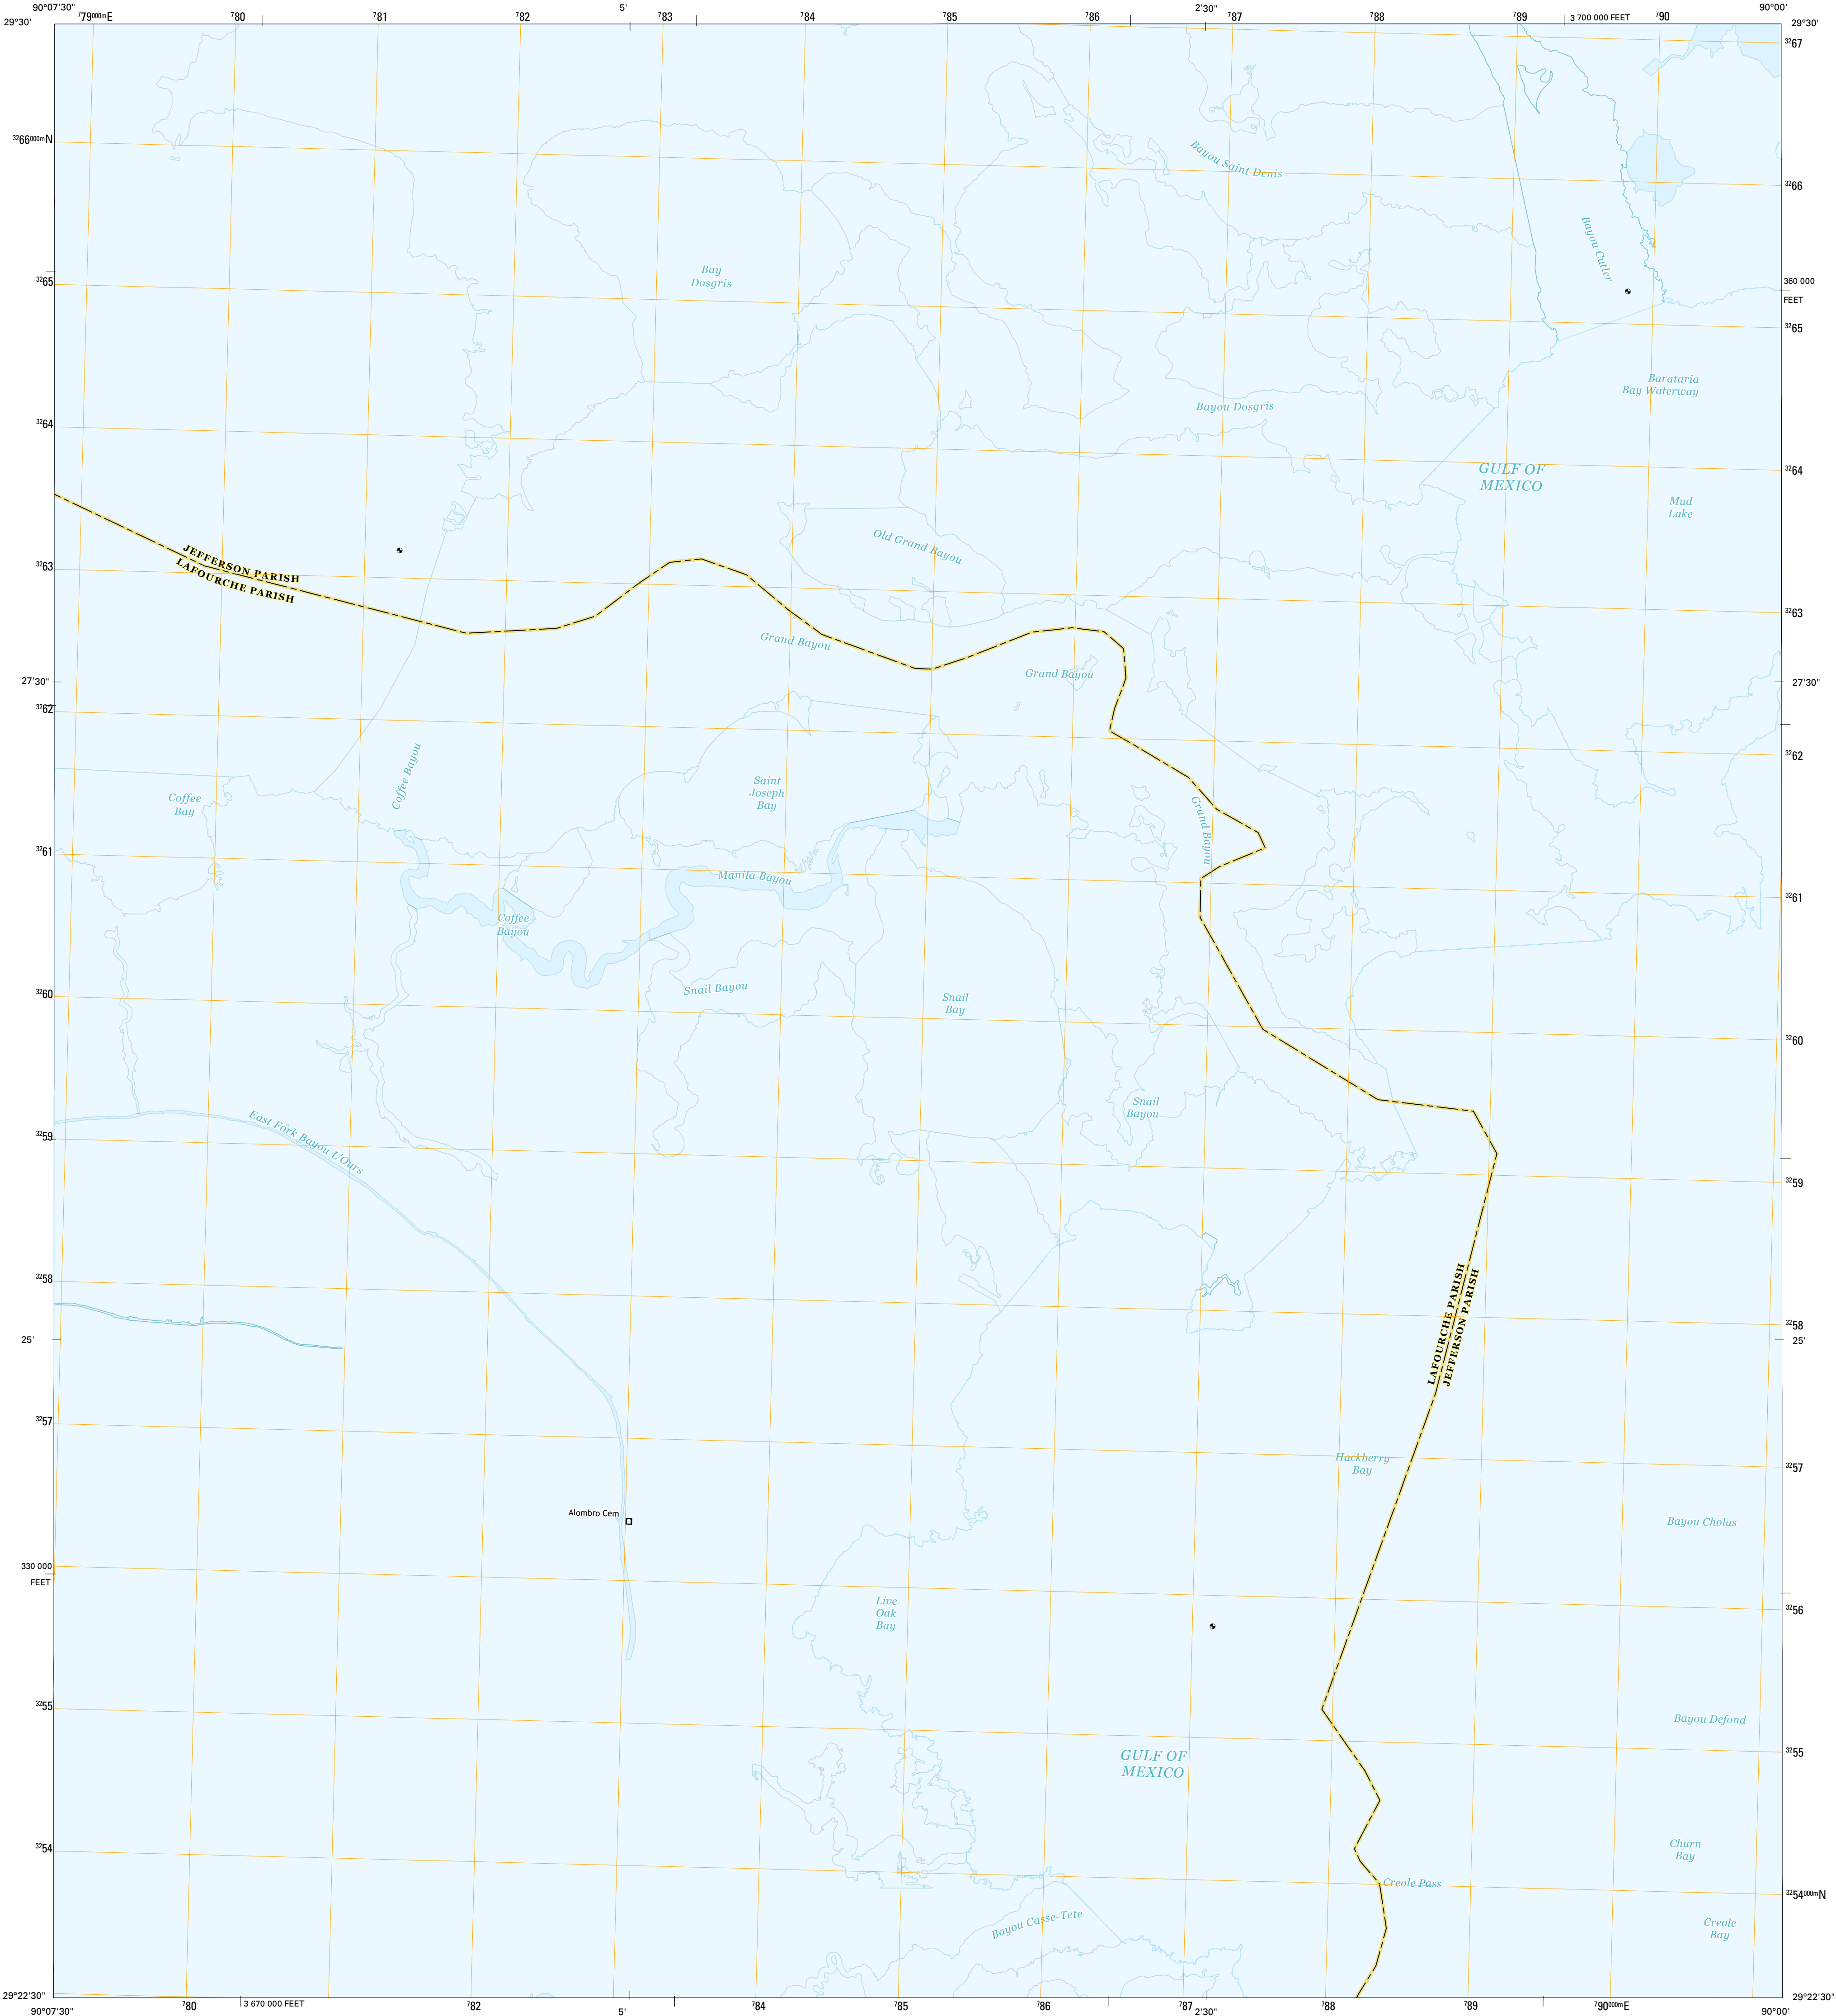 90°07'30"
⁷79⁰⁰⁰ᵐE
⁷80
⁷81
⁷82
5'
⁷83
⁷84
⁷85
⁷86
2'30"
⁷87
⁷88
⁷89
3 700 000 FEET
⁷90
90°00'
29°30'
29°30'
³²67
³²66⁰⁰⁰ᵐN
Bayou Saint Denis
³²66
Bayou Cutler
Bay
Dosgris
³²65
360 000
FEET
³²65
Barataria
Bay Waterway
Bayou Dosgris
³²64
GULF OF
MEXICO
³²64
Mud
Lake
Old Grand Bayou
JEFFERSON PARISH
LAFOURCHE PARISH
³²63
³²63
Grand Bayou
Grand Bayou
27'30"
27'30"
³²62
³²62
Coffee Bayou
Coffee
Bay
Saint
Joseph
Bay
Grand Bayou
³²61
Manila Bayou
³²61
Coffee
Bayou
Snail Bayou
Snail
Bay
³²60
³²60
Snail
Bayou
East Fork Bayou L'Ours
³²59
³²59
LAFOURCHE PARISH
JEFFERSON PARISH
³²58
³²58
25'
25'
³²57
Hackberry
Bay
³²57
Alombro Cem
Bayou Cholas
330 000
FEET
Live
Oak
Bay
³²56
³²55
Bayou Defond
GULF OF
MEXICO
³²55
³²54
Churn
Bay
Creole Pass
³²54⁰⁰⁰ᵐN
Bayou Casse-Tete
Creole
Bay
29°22'30"
29°22'30"
90°07'30"
⁷80
3 670 000 FEET
⁷82
5'
⁷84
⁷85
⁷86
⁷87
2'30"
⁷88
⁷89
⁷90⁰⁰⁰ᵐE
90°00'